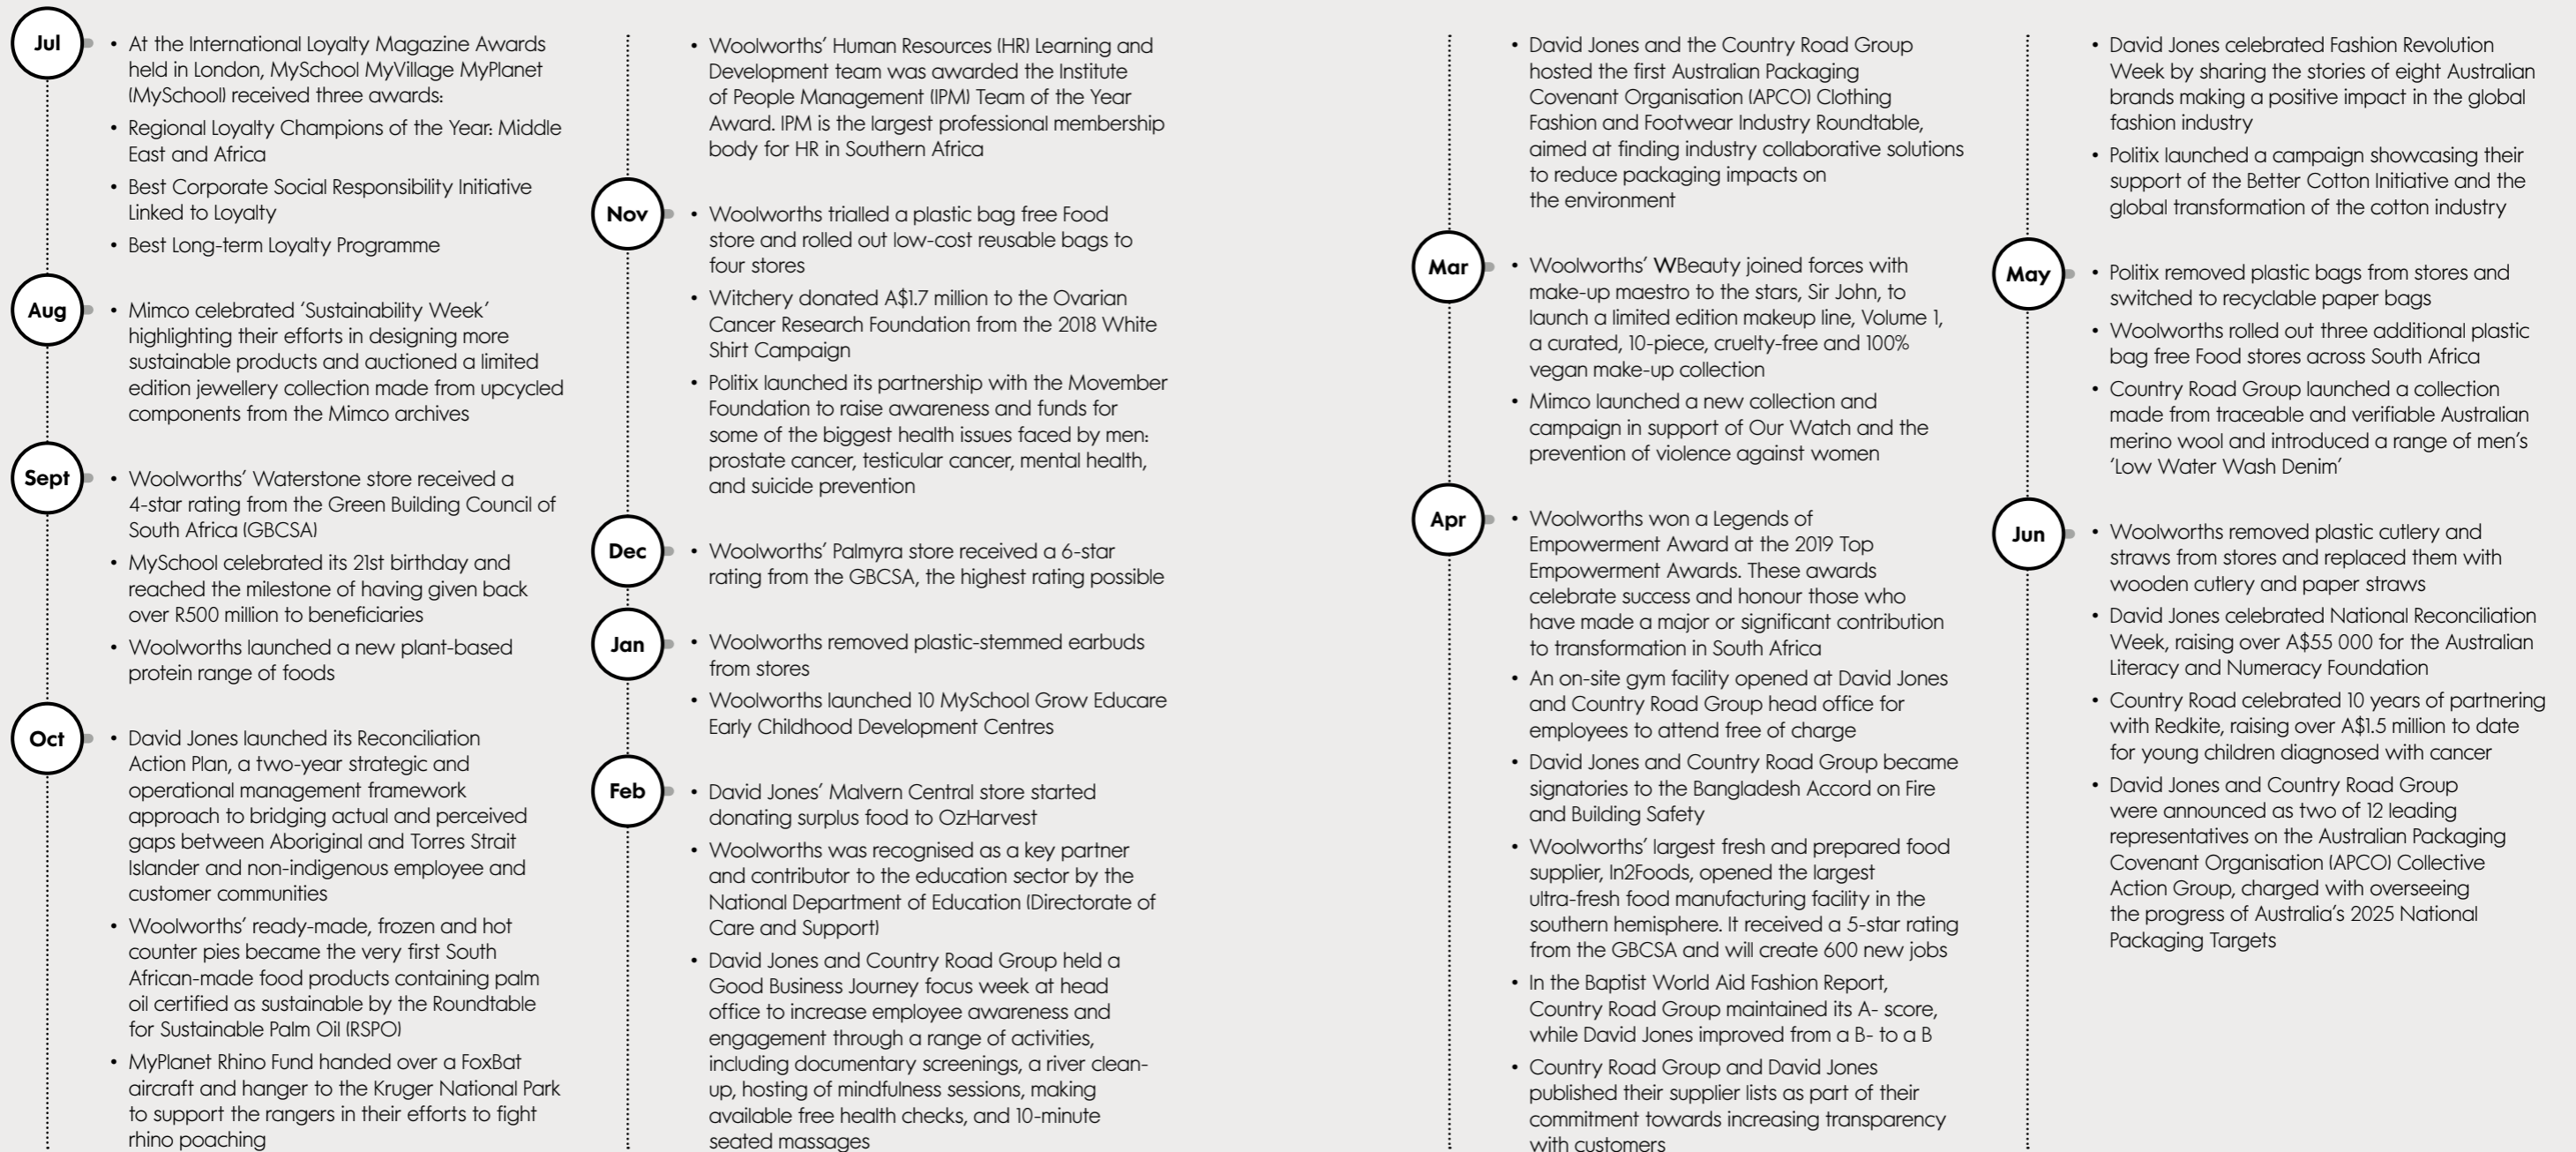 Jul
• At the International Loyalty Magazine Awards
held in London, MySchool MyVillage MyPlanet
(MySchool) received three awards:
• Regional Loyalty Champions of the Year: Middle
East and Africa
• Best Corporate Social Responsibility Initiative
Linked to Loyalty
• Best Long-term Loyalty Programme
Aug
• Mimco celebrated ‘Sustainability Week’
highlighting their efforts in designing more
sustainable products and auctioned a limited
edition jewellery collection made from upcycled
components from the Mimco archives
Sept
• Woolworths’ Waterstone store received a
4-star rating from the Green Building Council of
South Africa (GBCSA)
• MySchool celebrated its 21st birthday and
reached the milestone of having given back
over R500 million to beneficiaries
• Woolworths launched a new plant-based
protein range of foods
Oct
• David Jones launched its Reconciliation
Action Plan, a two-year strategic and
operational management framework
approach to bridging actual and perceived
gaps between Aboriginal and Torres Strait
Islander and non-indigenous employee and
customer communities
• Woolworths’ ready-made, frozen and hot
counter pies became the very first South
African-made food products containing palm
oil certified as sustainable by the Roundtable
for Sustainable Palm Oil (RSPO)
• MyPlanet Rhino Fund handed over a FoxBat
aircraft and hanger to the Kruger National Park
to support the rangers in their efforts to fight
rhino poaching
• Woolworths’ Human Resources (HR) Learning and
Development team was awarded the Institute
of People Management (IPM) Team of the Year
Award. IPM is the largest professional membership
body for HR in Southern Africa
Nov
• Woolworths trialled a plastic bag free Food
store and rolled out low-cost reusable bags to
four stores
• Witchery donated A$1.7 million to the Ovarian
Cancer Research Foundation from the 2018 White
Shirt Campaign
• Politix launched its partnership with the Movember
Foundation to raise awareness and funds for
some of the biggest health issues faced by men:
prostate cancer, testicular cancer, mental health,
and suicide prevention
Dec
• Woolworths’ Palmyra store received a 6-star
rating from the GBCSA, the highest rating possible
Jan
• Woolworths removed plastic-stemmed earbuds
from stores
• Woolworths launched 10 MySchool Grow Educare
Early Childhood Development Centres
Feb
• David Jones’ Malvern Central store started
donating surplus food to OzHarvest
• Woolworths was recognised as a key partner
and contributor to the education sector by the
National Department of Education (Directorate of
Care and Support)
• David Jones and Country Road Group held a
Good Business Journey focus week at head
office to increase employee awareness and
engagement through a range of activities,
including documentary screenings, a river clean-
up, hosting of mindfulness sessions, making
available free health checks, and 10-minute
seated massages
• David Jones and the Country Road Group
hosted the first Australian Packaging
Covenant Organisation (APCO) Clothing
Fashion and Footwear Industry Roundtable,
aimed at finding industry collaborative solutions
to reduce packaging impacts on
the environment
Mar
• Woolworths’ WBeauty joined forces with
make-up maestro to the stars, Sir John, to
launch a limited edition makeup line, Volume 1,
a curated, 10-piece, cruelty-free and 100%
vegan make-up collection
• Mimco launched a new collection and
campaign in support of Our Watch and the
prevention of violence against women
Apr
• Woolworths won a Legends of
Empowerment Award at the 2019 Top
Empowerment Awards. These awards
celebrate success and honour those who
have made a major or significant contribution
to transformation in South Africa
• An on-site gym facility opened at David Jones
and Country Road Group head office for
employees to attend free of charge
• David Jones and Country Road Group became
signatories to the Bangladesh Accord on Fire
and Building Safety
• Woolworths’ largest fresh and prepared food
supplier, In2Foods, opened the largest
ultra-fresh food manufacturing facility in the
southern hemisphere. It received a 5-star rating
from the GBCSA and will create 600 new jobs
• In the Baptist World Aid Fashion Report,
Country Road Group maintained its A- score,
while David Jones improved from a B- to a B
• Country Road Group and David Jones
published their supplier lists as part of their
commitment towards increasing transparency
with customers
• David Jones celebrated Fashion Revolution
Week by sharing the stories of eight Australian
brands making a positive impact in the global
fashion industry
• Politix launched a campaign showcasing their
support of the Better Cotton Initiative and the
global transformation of the cotton industry
May
• Politix removed plastic bags from stores and
switched to recyclable paper bags
• Woolworths rolled out three additional plastic
bag free Food stores across South Africa
• Country Road Group launched a collection
made from traceable and verifiable Australian
merino wool and introduced a range of men’s
‘Low Water Wash Denim’
Jun
• Woolworths removed plastic cutlery and
straws from stores and replaced them with
wooden cutlery and paper straws
• David Jones celebrated National Reconciliation
Week, raising over A$55 000 for the Australian
Literacy and Numeracy Foundation
• Country Road celebrated 10 years of partnering
with Redkite, raising over A$1.5 million to date
for young children diagnosed with cancer
• David Jones and Country Road Group
were announced as two of 12 leading
representatives on the Australian Packaging
Covenant Organisation (APCO) Collective
Action Group, charged with overseeing
the progress of Australia’s 2025 National
Packaging Targets